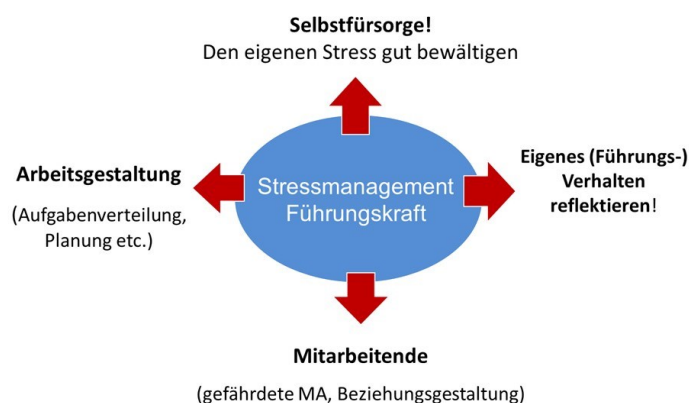 Selbstfürsorge!
Den eigenen Stress gut bewältigen
Arbeitsgestaltung
(Aufgabenverteilung,
Planung etc.)
Stressmanagement
Führungskraft
Eigenes (Führungs-)
Verhalten
reflektieren!
Mitarbeitende
(gefährdete MA, Beziehungsgestaltung)